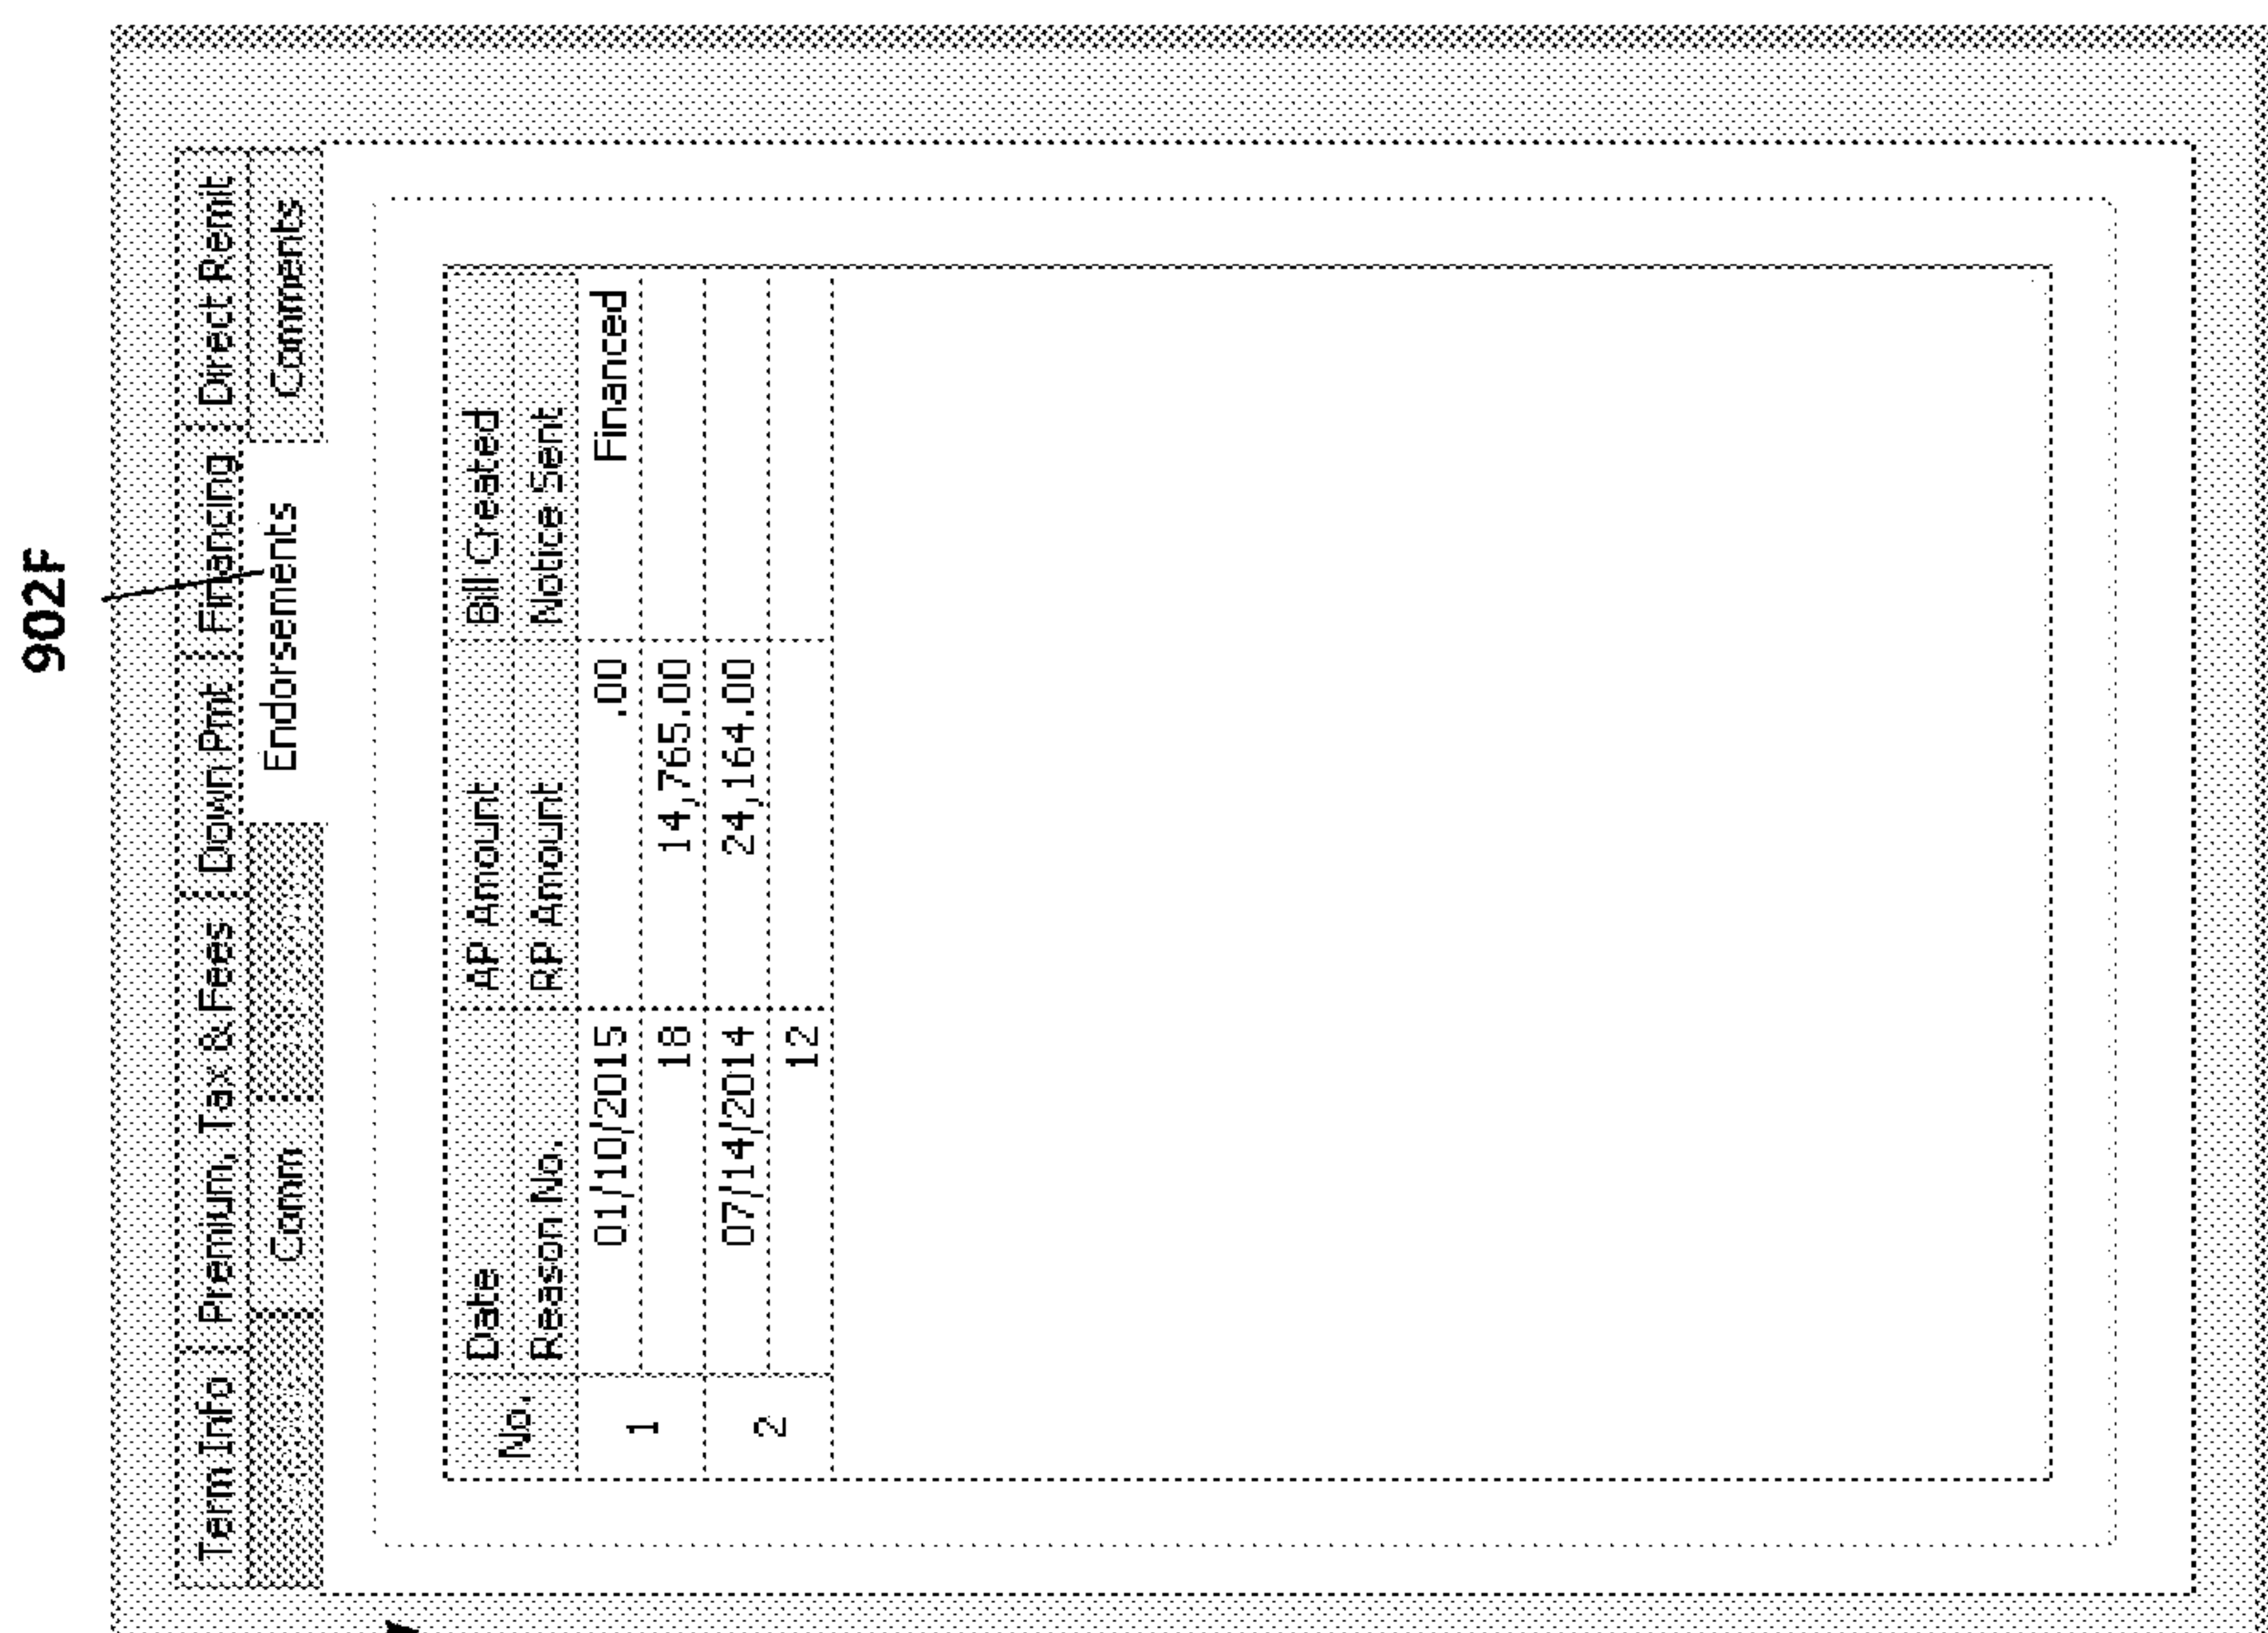 902F
Term Info Premium, Tax & Fees Down Pmt Financing Direct Remit
Comm Endorsements Comments
No. Date AP Amount Bill Created
Reason No. RP Amount Notice Sent
1 01/10/2015 .00 Financed
18 14,765.00
2 07/14/2014 24,164.00
12